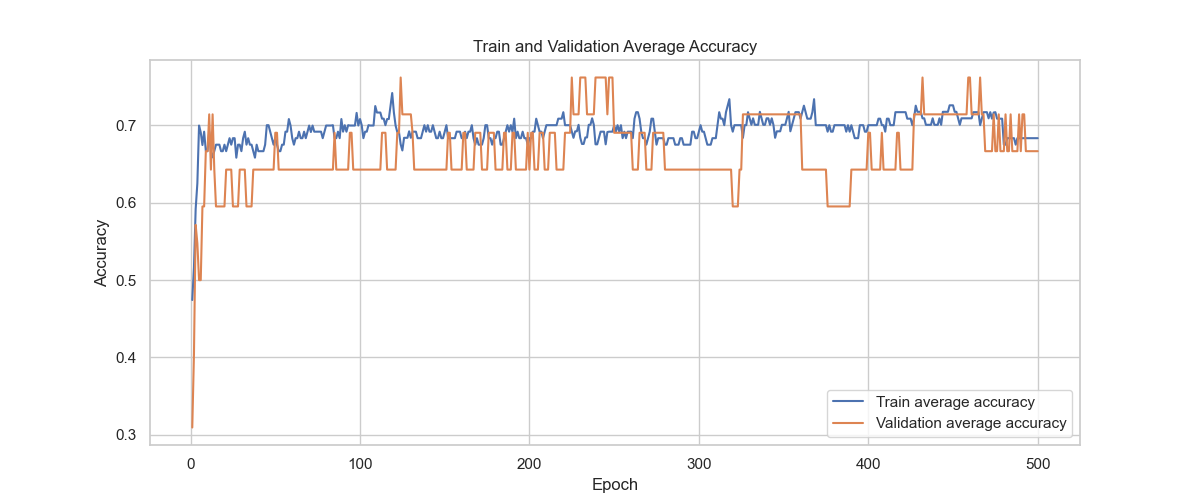 Train and Validation Average Accuracy
Accuracy
0.7
0.6
0.5
0.4
0.3
0 100 200 300 400 500
Epoch
Train average accuracy
Validation average accuracy